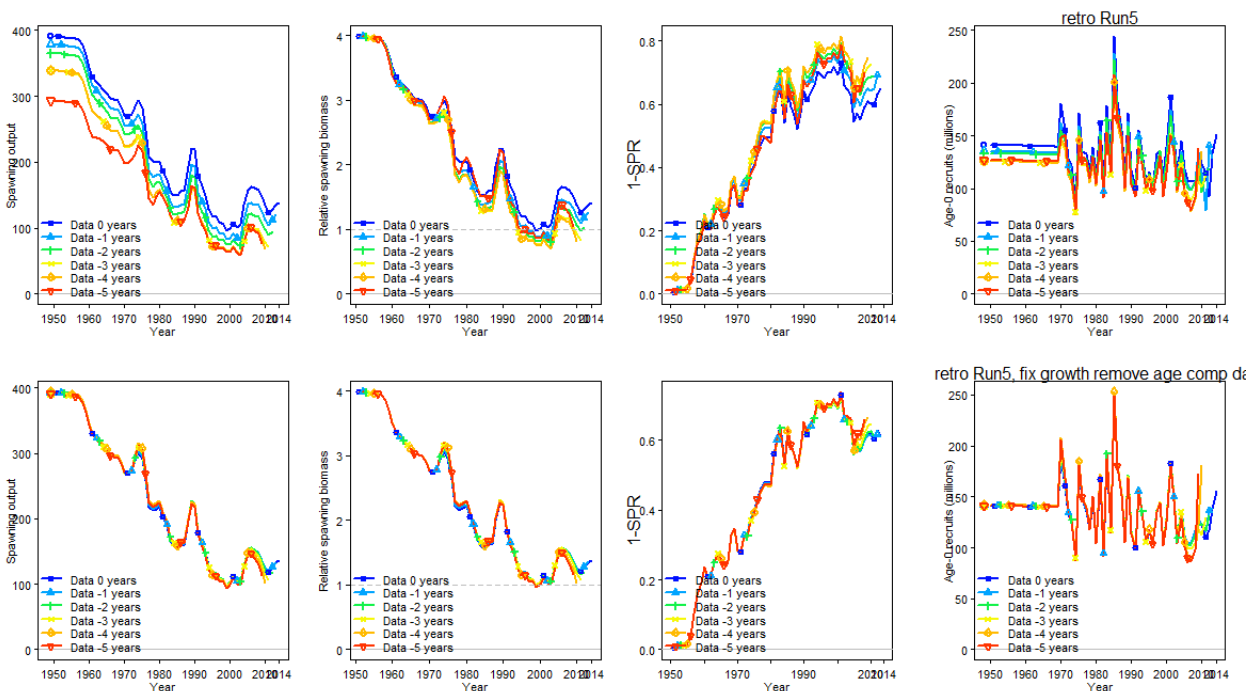 retro Run5
Spawning output
400
300
200
100
0
Data 0 years
Data -1 years
Data -2 years
Data -3 years
Data -4 years
Data -5 years
1950 1960 1970 1980 1990 2000
Year
Relative spawning biomass
4
3
2
1
0
Data 0 years
Data -1 years
Data -2 years
Data -3 years
Data -4 years
Data -5 years
1950 1960 1970 1980 1990 2000
Year
1-SPR
0.8
0.6
0.4
0.2
0.0
Data 0 years
Data -1 years
Data -2 years
Data -3 years
Data -4 years
Data -5 years
1950 1960 1970 1980 1990 2000
Year
Age-0 recruits (millions)
250
200
150
100
50
0
Data 0 years
Data -1 years
Data -2 years
Data -3 years
Data -4 years
Data -5 years
1950 1960 1970 1980 1990 2000
Year
retro Run5, fix growth remove age comp da
Spawning output
400
300
200
100
0
Data 0 years
Data -1 years
Data -2 years
Data -3 years
Data -4 years
Data -5 years
1950 1960 1970 1980 1990 2000
Year
Relative spawning biomass
4
3
2
1
0
Data 0 years
Data -1 years
Data -2 years
Data -3 years
Data -4 years
Data -5 years
1950 1960 1970 1980 1990 2000
Year
1-SPR
0.6
0.4
0.2
0.0
Data 0 years
Data -1 years
Data -2 years
Data -3 years
Data -4 years
Data -5 years
1950 1960 1970 1980 1990 2000
Year
Age-0 recruits (millions)
250
200
150
100
50
0
Data 0 years
Data -1 years
Data -2 years
Data -3 years
Data -4 years
Data -5 years
1950 1960 1970 1980 1990 2000
Year